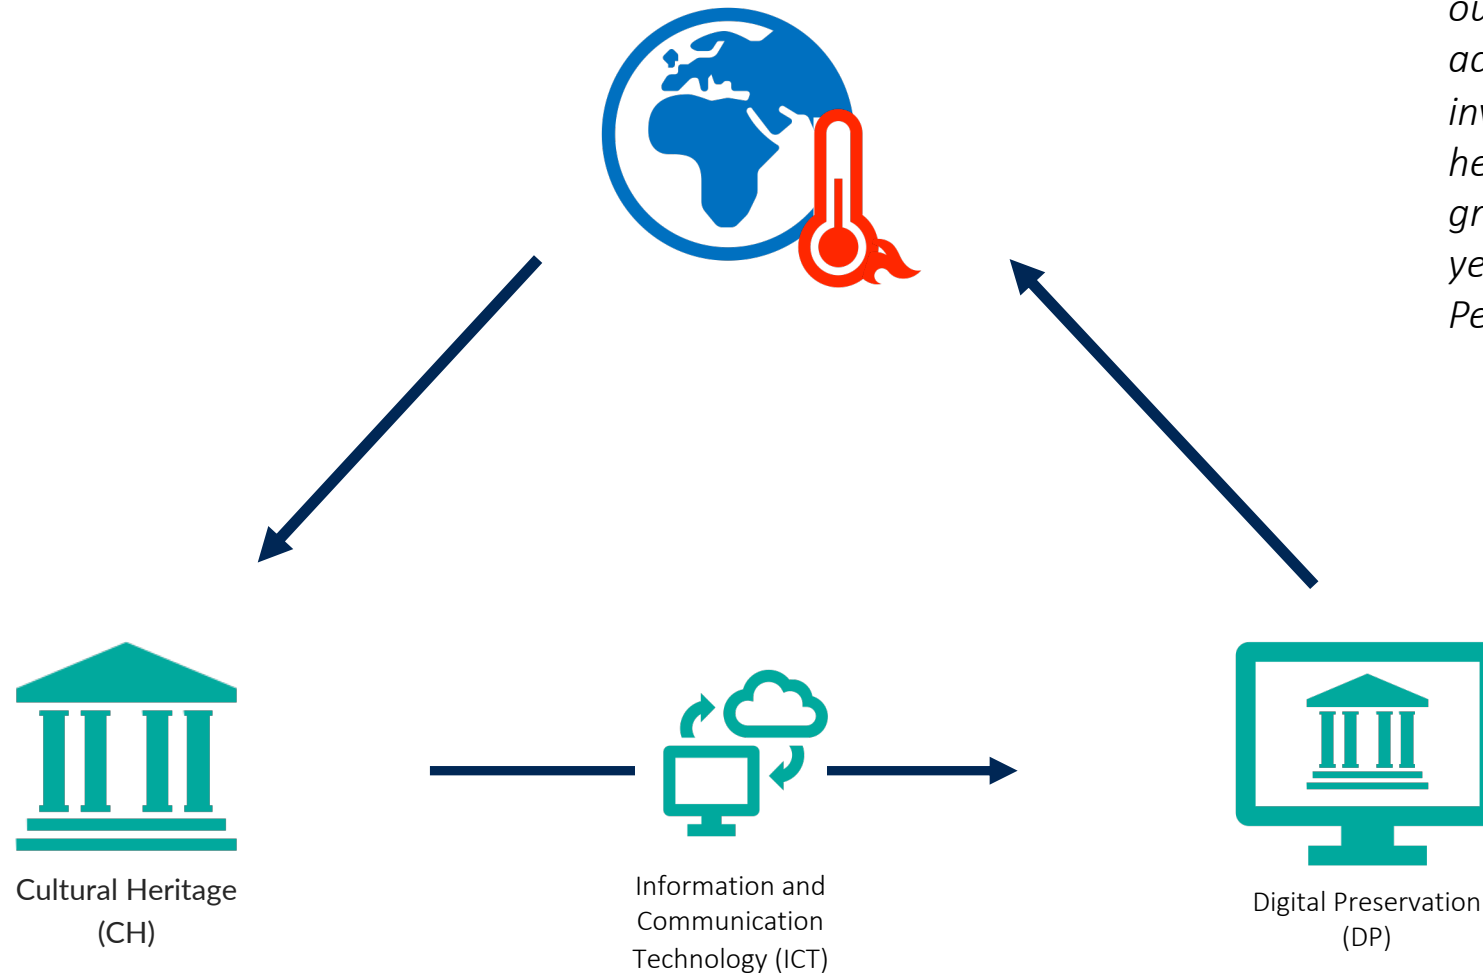 Cultural Heritage
(CH)
Information and
Communication
Technology (ICT)
Digital Preservation
(DP)